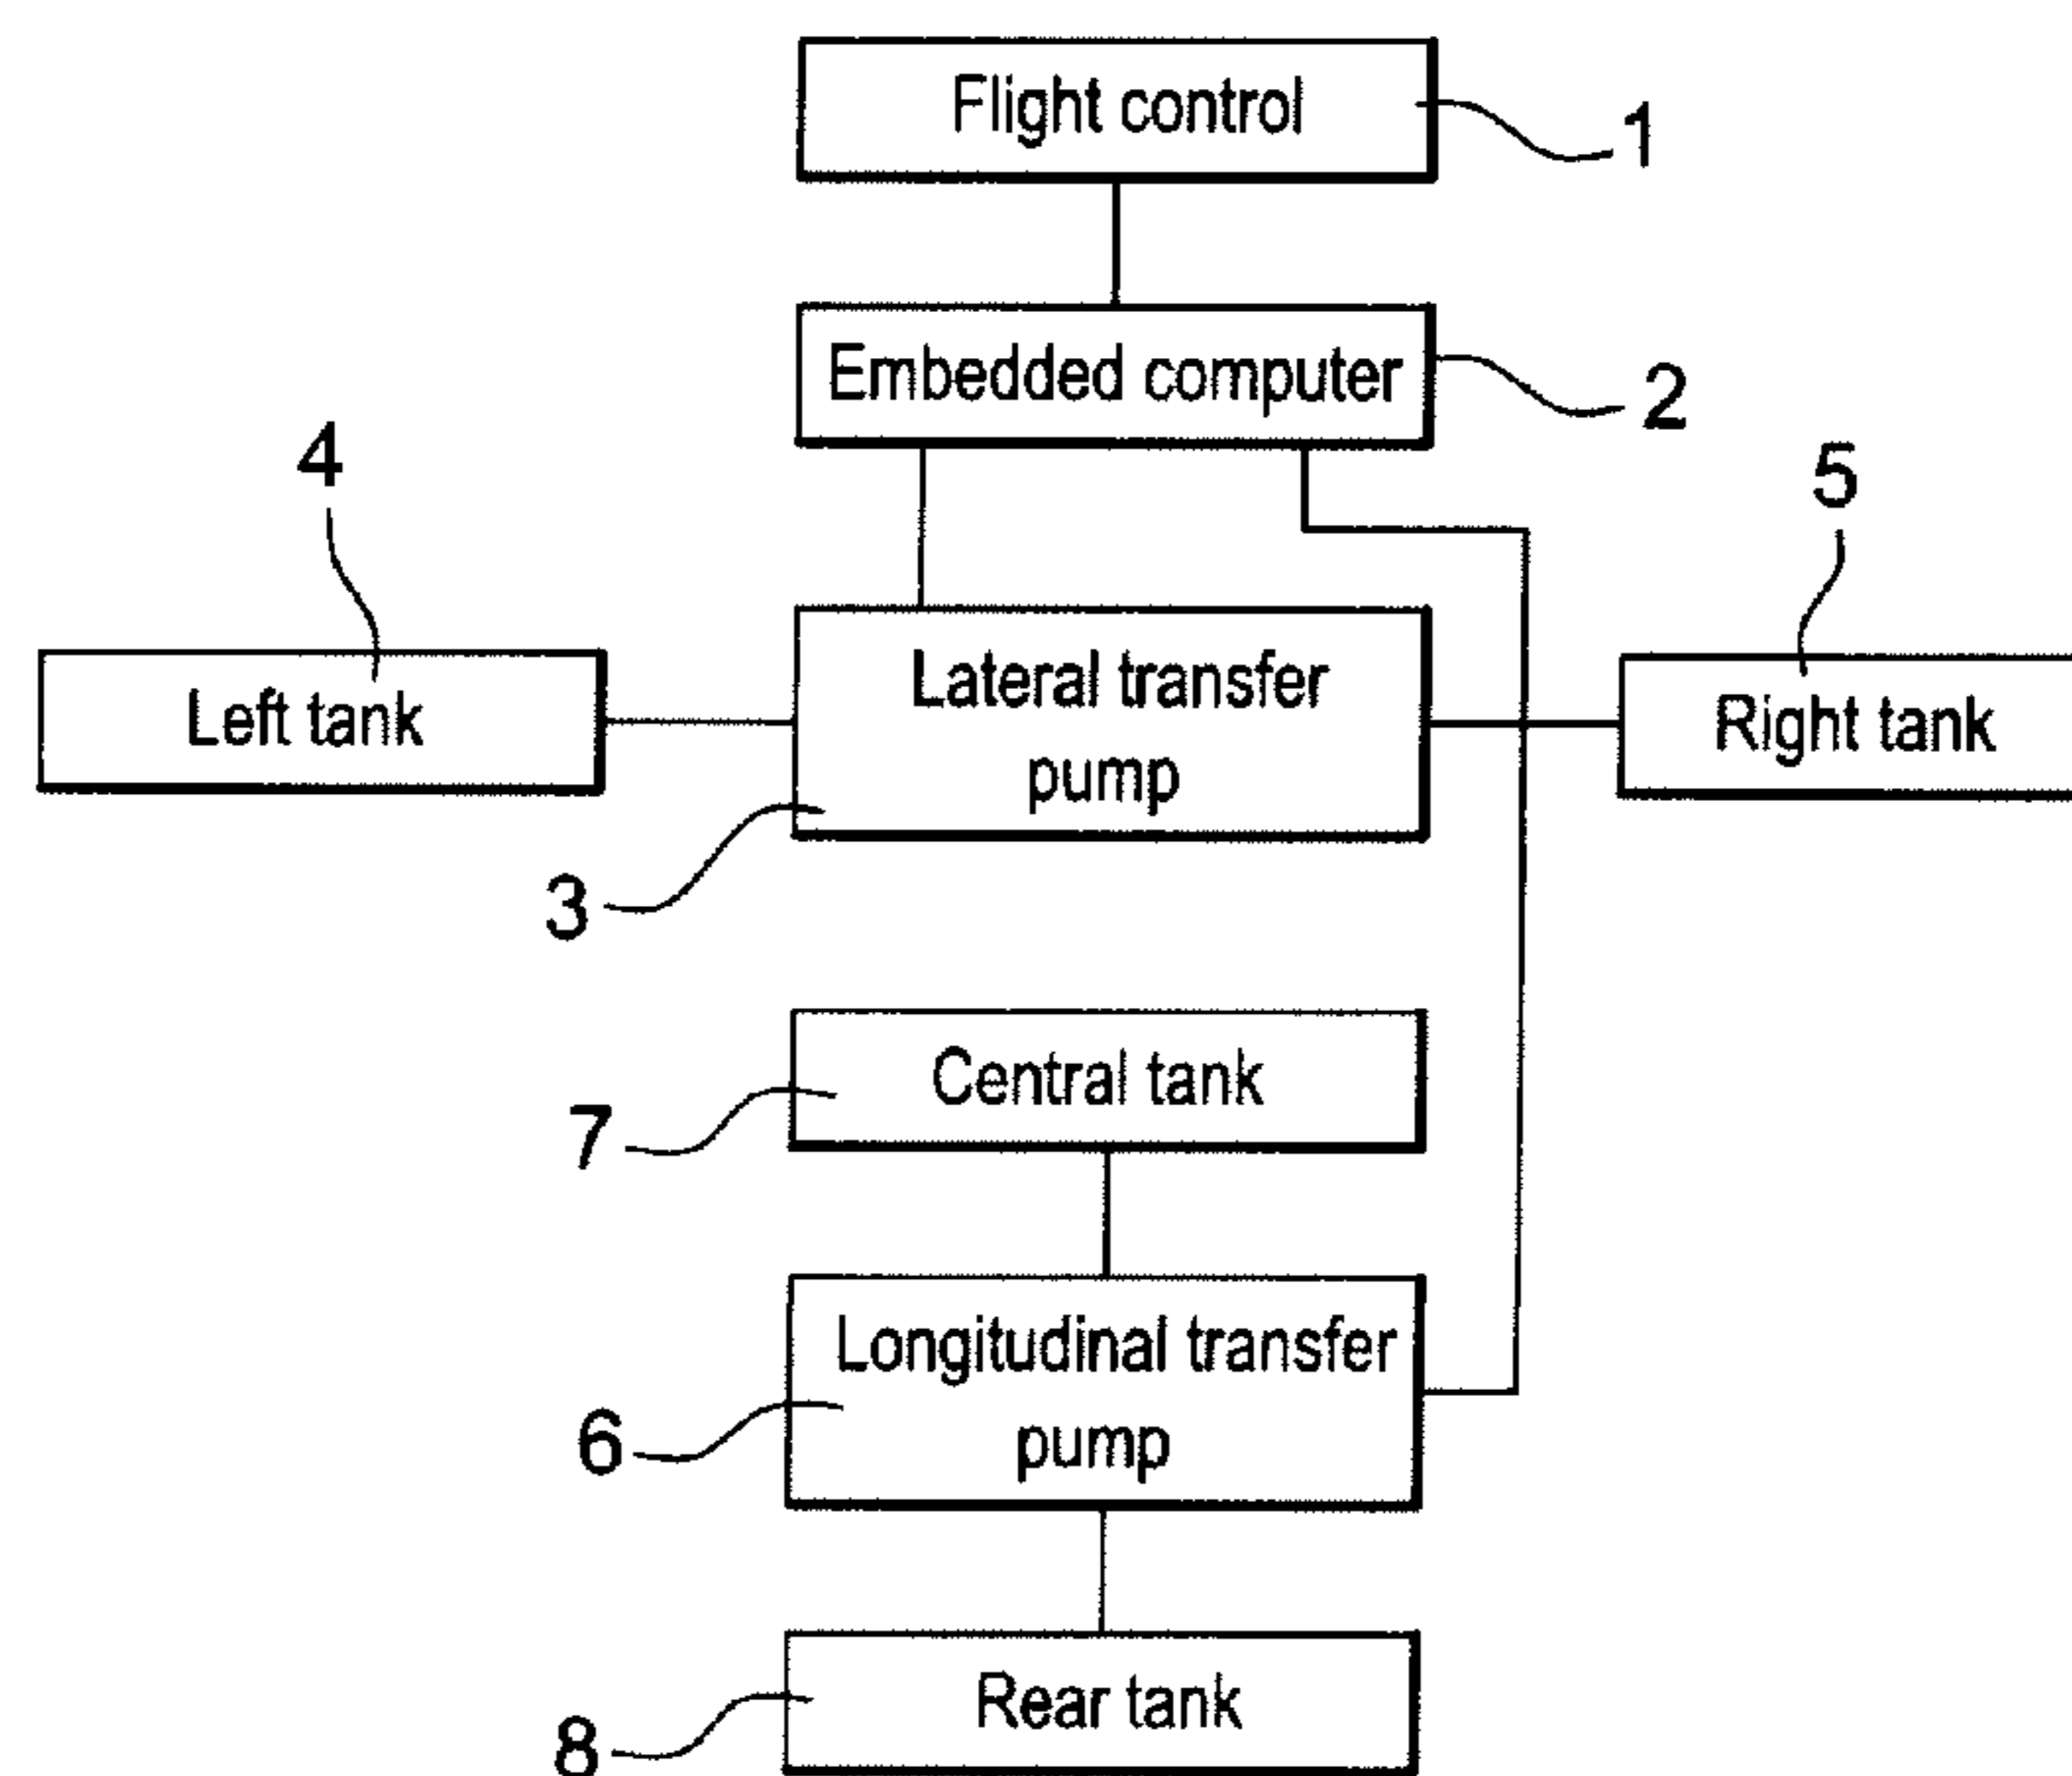 Flight control
1
Embedded computer
2
4
5
Left tank
Lateral transfer
pump
Right tank
3
Central tank
7
Longitudinal transfer
pump
6
Rear tank
8